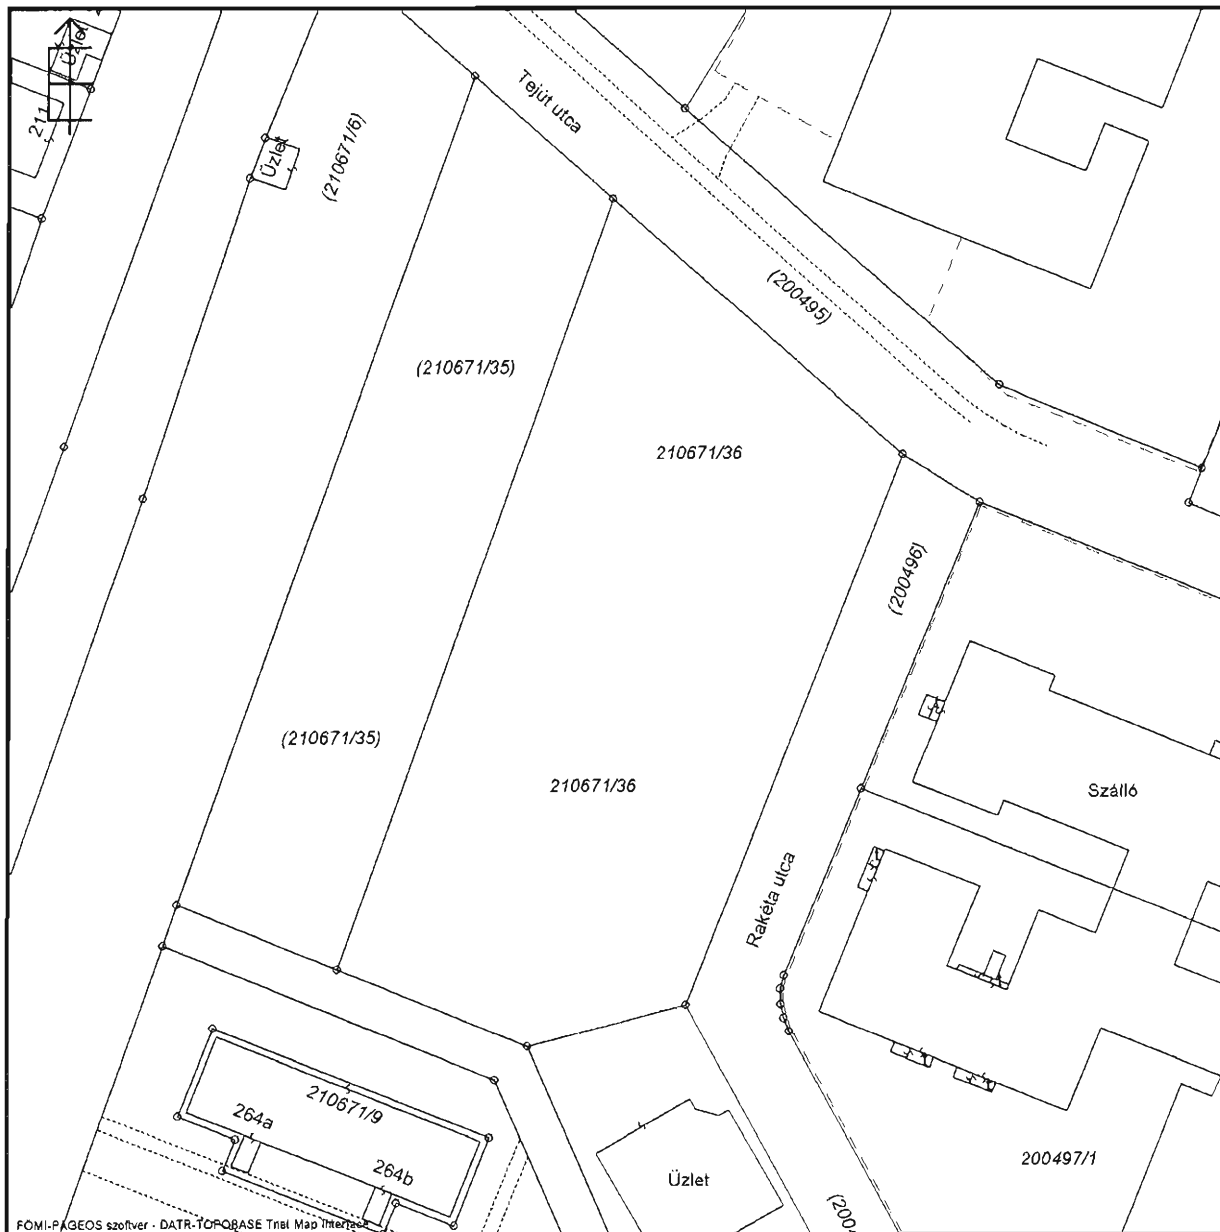 Üzlet
211
Tejút utca
Üzlet
(210671/6)
(200495)
(210671/35)
210671/36
(200496)
(210671/35)
210671/36
Szálló
Rakéta utca
210671/9
264a
264b
Üzlet
200497/1
(200
FÖMI-PAGEOS szoftver - DATR-TOPOBASE Trial Map Interface